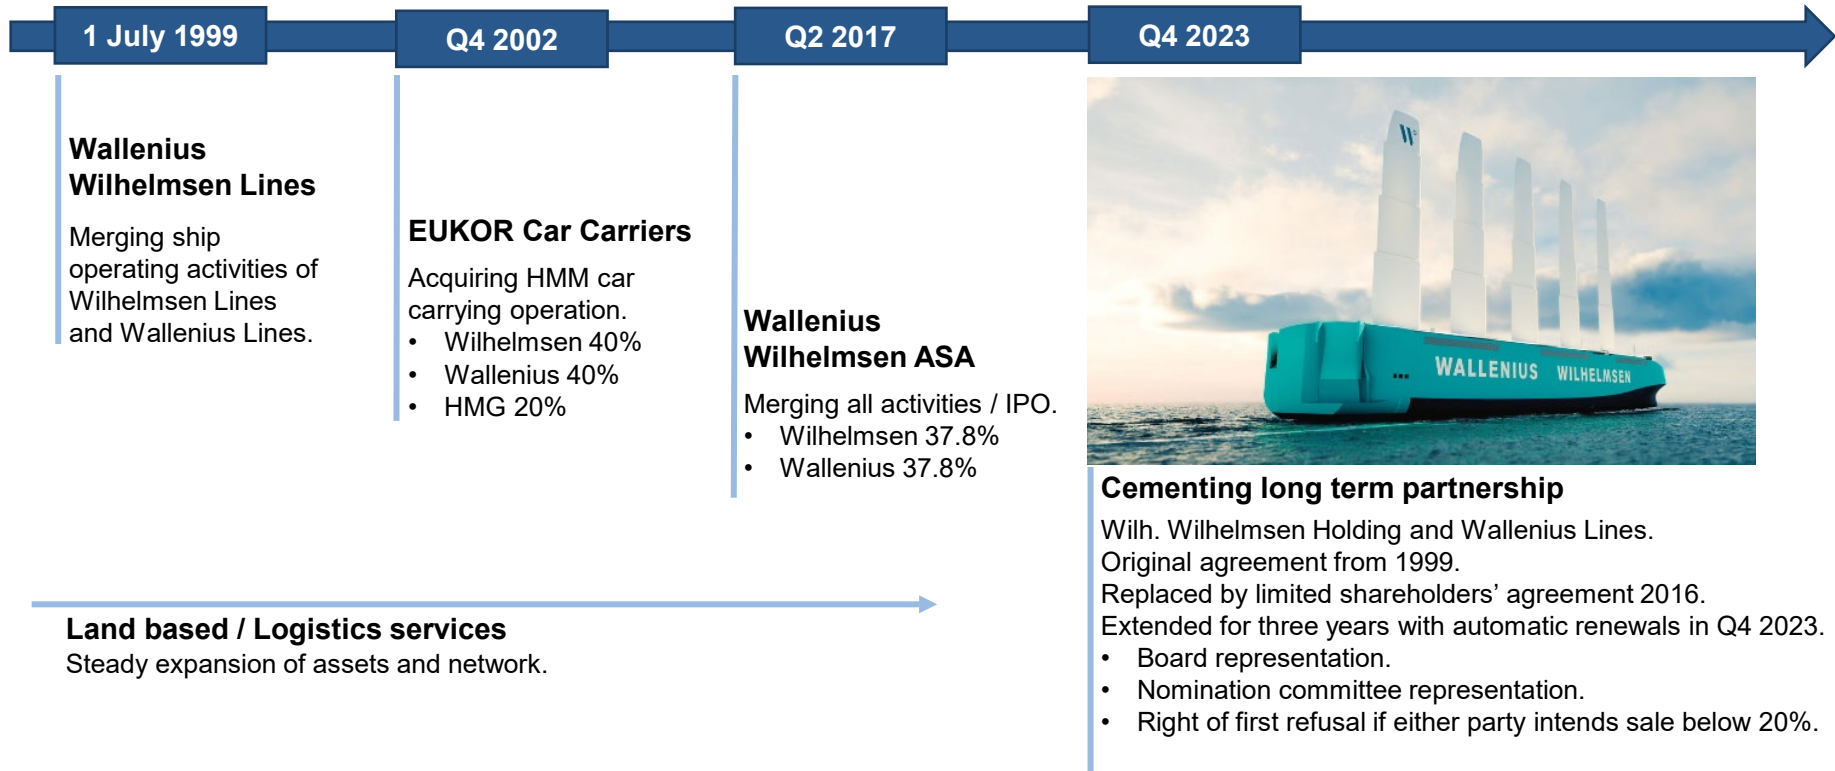 1 July 1999
Q4 2002
Q2 2017
Q4 2023
Wallenius
Wilhelmsen Lines
Merging ship
operating activities of
Wilhelmsen Lines
and Wallenius Lines.
EUKOR Car Carriers
Acquiring HMM car
carrying operation.
• Wilhelmsen 40%
• Wallenius 40%
• HMG 20%
Wallenius
Wilhelmsen ASA
Merging all activities / IPO.
• Wilhelmsen 37.8%
• Wallenius 37.8%
WALLENIUS WILHELMSEN
Cementing long term partnership
Wilh. Wilhelmsen Holding and Wallenius Lines.
Original agreement from 1999.
Replaced by limited shareholders’ agreement 2016.
Extended for three years with automatic renewals in Q4 2023.
• Board representation.
• Nomination committee representation.
• Right of first refusal if either party intends sale below 20%.
Land based / Logistics services
Steady expansion of assets and network.